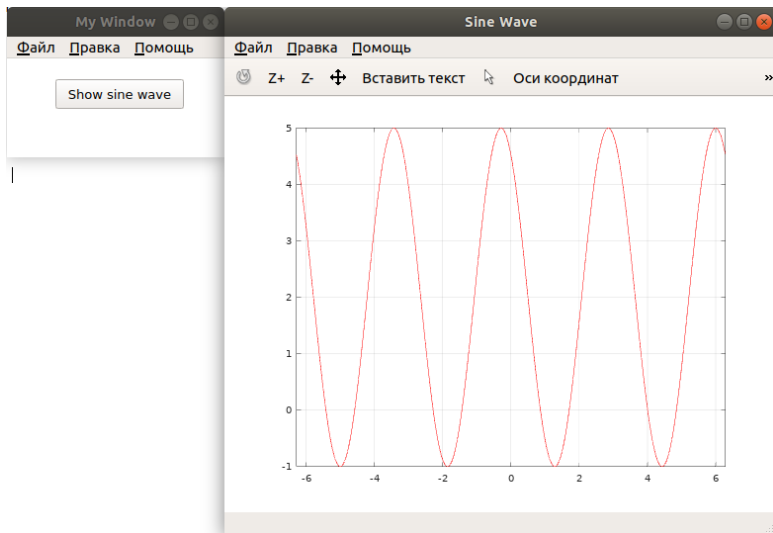 My Window
Файл Правка Помощь
Show sine wave
Sine Wave
Файл Правка Помощь
Z+ Z- Вставить текст Оси координат »
5
4
3
2
1
0
-1
-6 -4 -2 0 2 4 6